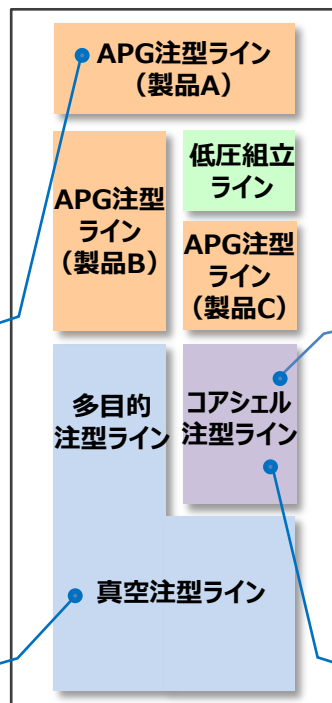 APG注型ライン
（製品A）
低圧組立
ライン
APG注型
ライン
（製品B）
APG注型
ライン
（製品C）
多目的
注型ライン
コアシェル
注型ライン
真空注型ライン